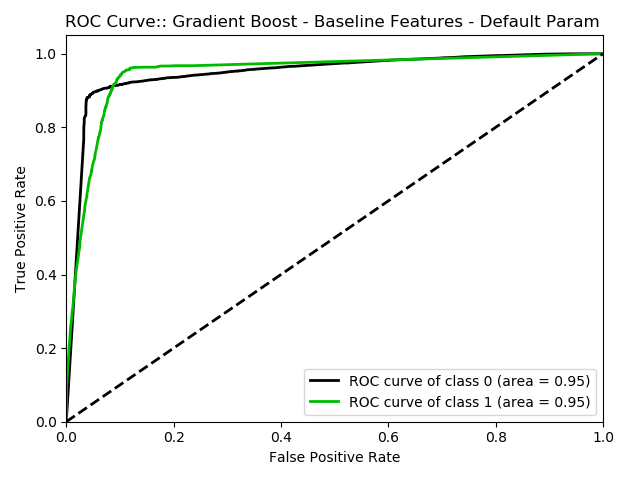 ROC Curve:: Gradient Boost - Baseline Features - Default Param
1.0
0.8
0.6
0.4
0.2
0.0
True Positive Rate
ROC curve of class 0 (area = 0.95)
ROC curve of class 1 (area = 0.95)
0.0 0.2 0.4 0.6 0.8 1.0
False Positive Rate